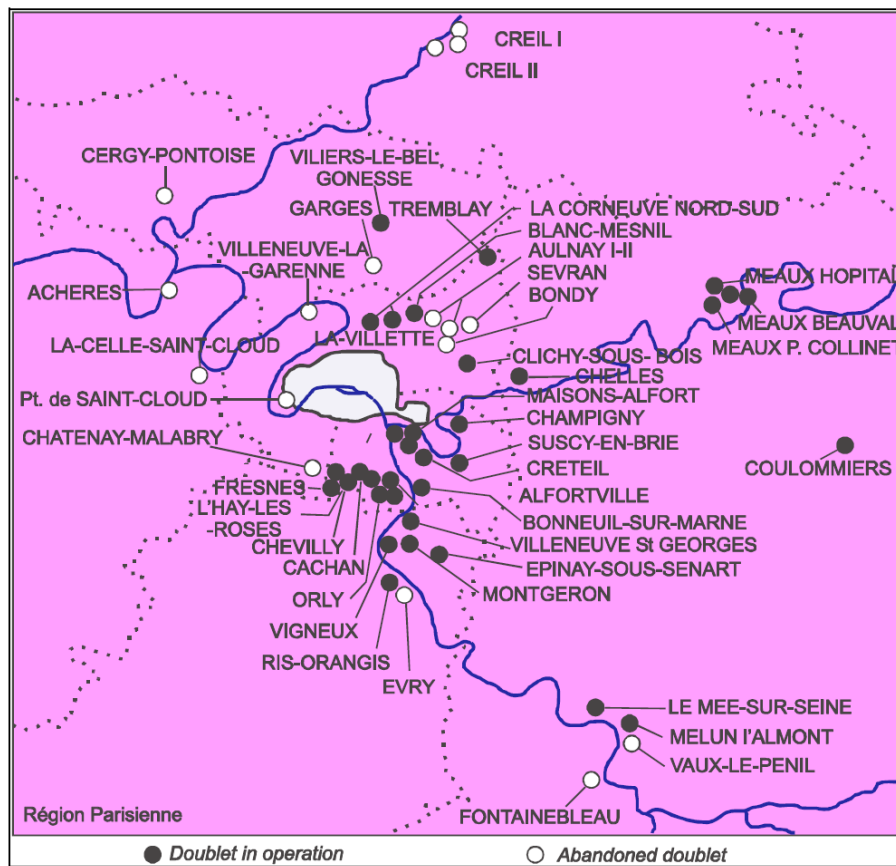 CREIL I
CREIL II
CERGY-PONTOISE
VILIERS-LE-BEL
GONESSE
GARGES
TREMBLAY
LA CORNEUVE NORD-SUD
BLANC-MESNIL
AULNAY I-II
SEVRAN
BONDY
VILLENEUVE-LA
-GARENNE
ACHERES
MEAUX HOPITAL
MEAUX BEAUVAL
MEAUX P. COLLINET
LA-CELLE-SAINT-CLOUD
LA-VILLETTE
CLICHY-SOUS- BOIS
CHELLES
Pt. de SAINT-CLOUD
MAISONS-ALFORT
CHAMPIGNY
CHATENAY-MALABRY
SUSCY-EN-BRIE
CRETEIL
COULOMMIERS
FRESNES
ALFORTVILLE
L'HAY-LES
-ROSES
BONNEUIL-SUR-MARNE
CHEVILLY
VILLENEUVE St GEORGES
CACHAN
EPINAY-SOUS-SENART
ORLY
MONTGERON
VIGNEUX
RIS-ORANGIS
EVRY
LE MEE-SUR-SEINE
MELUN l'ALMONT
VAUX-LE-PENIL
FONTAINEBLEAU
Région Parisienne
Doublet in operation
Abandoned doublet